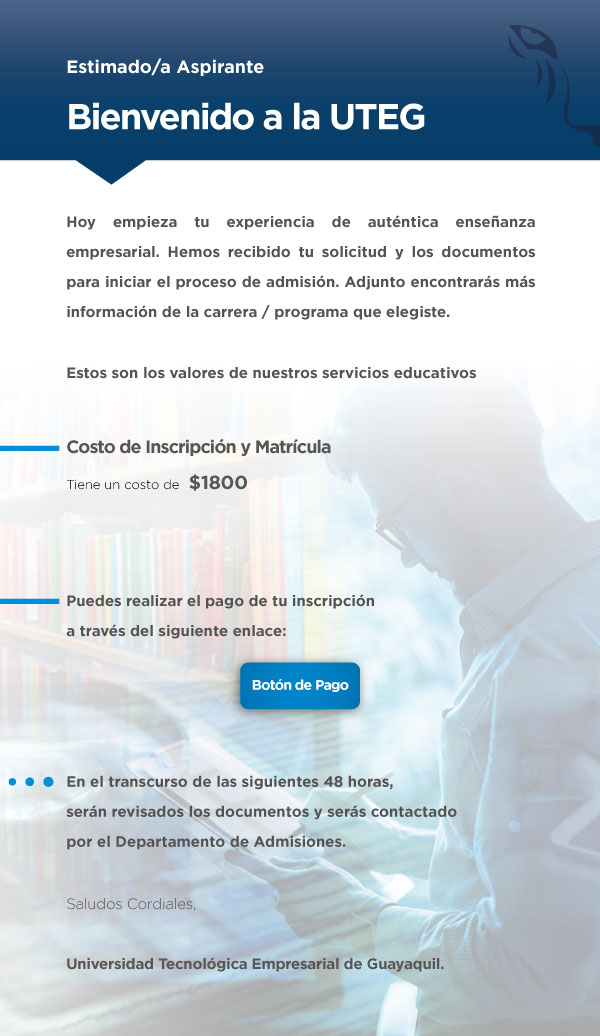 Estimado/a Aspirante
Bienvenido a la UTEG
Hoy empieza tu experiencia de auténtica enseñanza
empresarial. Hemos recibido tu solicitud y los documentos
para iniciar el proceso de admisión. Adjunto encontrarás más
información de la carrera / programa que elegiste.
Estos son los valores de nuestros servicios educativos
Costo de Inscripción y Matrícula
Tiene un costo de $1800
Puedes realizar el pago de tu inscripción
a través del siguiente enlace:
Botón de Pago
En el transcurso de las siguientes 48 horas,
serán revisados los documentos y serás contactado
por el Departamento de Admisiones.
Saludos Cordiales,
Universidad Tecnológica Empresarial de Guayaquil.